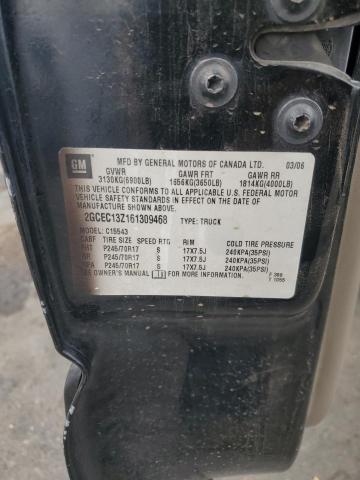 GM
MFD BY GENERAL MOTORS OF CANADA LTD. 03/06
GVWR GAWR FRT GAWR RR
3130KG(6900LB) 1656KG(3650LB) 1814KG(4000LB)
THIS VEHICLE CONFORMS TO ALL APPLICABLE U.S. FEDERAL MOTOR
VEHICLE SAFETY STANDARDS IN EFFECT ON THE DATE OF
MANUFACTURE SHOWN ABOVE.
2GCEC13Z161309468 TYPE: TRUCK
MODEL: C15543
TIRE SIZE SPEED RTG RIM COLD TIRE PRESSURE
FRT P245/70R17 S 17X7.5J 240KPA(35PSI)
RR P245/70R17 S 17X7.5J 240KPA(35PSI)
SPA P245/70R17 S 17X7.5J 240KPA(35PSI)
SEE OWNER'S MANUAL FOR MORE INFORMATION.